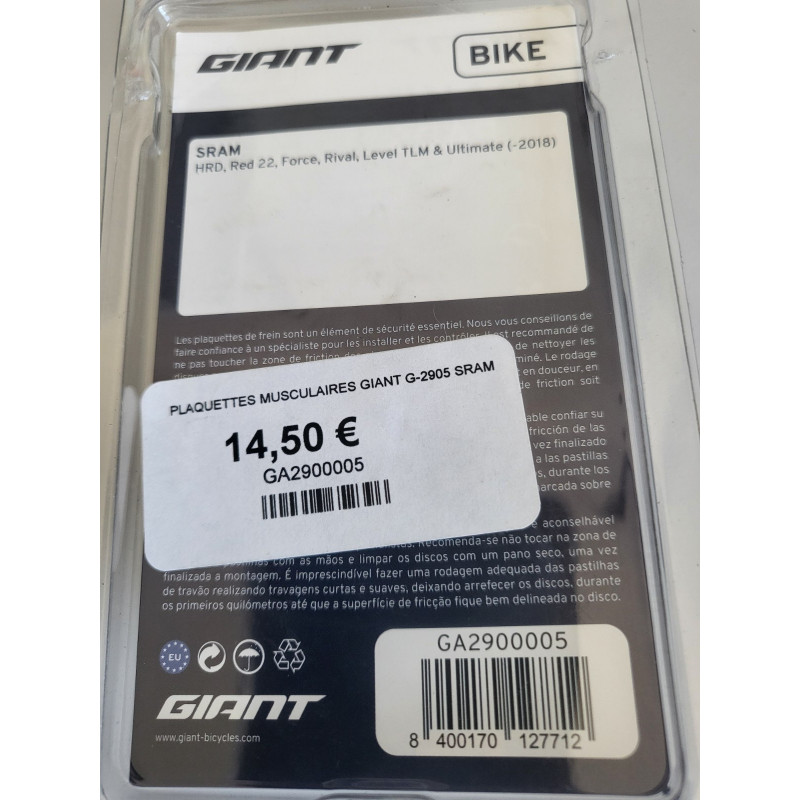 GIANT
BIKE
SRAM
HRD, Red 22, Force, Rival, Level TLM & Ultimate (-2018)
Les plaquettes de frein sont un élément de sécurité essentiel. Nous vous conseillons de
faire confiance à un spécialiste pour les installer et les contrôler. Il est recommandé de
ne pas toucher la zone de friction des de nettoyer les
miné. Le rodage
et en douceur, en
de friction soit
PLAQUETTES MUSCULAIRES GIANT G-2905 SRAM
14,50 €
GA2900005
able confiar su
fricción de las
vez finalizado
a las pastillas
s, durante los
marcada sobre
e aconselhável
Recomenda-se não tocar na zona de
com as mãos e limpar os discos com um pano seco, uma vez
finalizada a montagem. É imprescindível fazer uma rodagem adequada das pastilhas
de travão realizando travagens curtas e suaves, deixando arrefecer os discos, durante
os primeiros quilómetros até que a superfície de fricção fique bem delineada no disco.
EU
GIANT
www.giant-bicycles.com
GA2900005
8 400170 127712